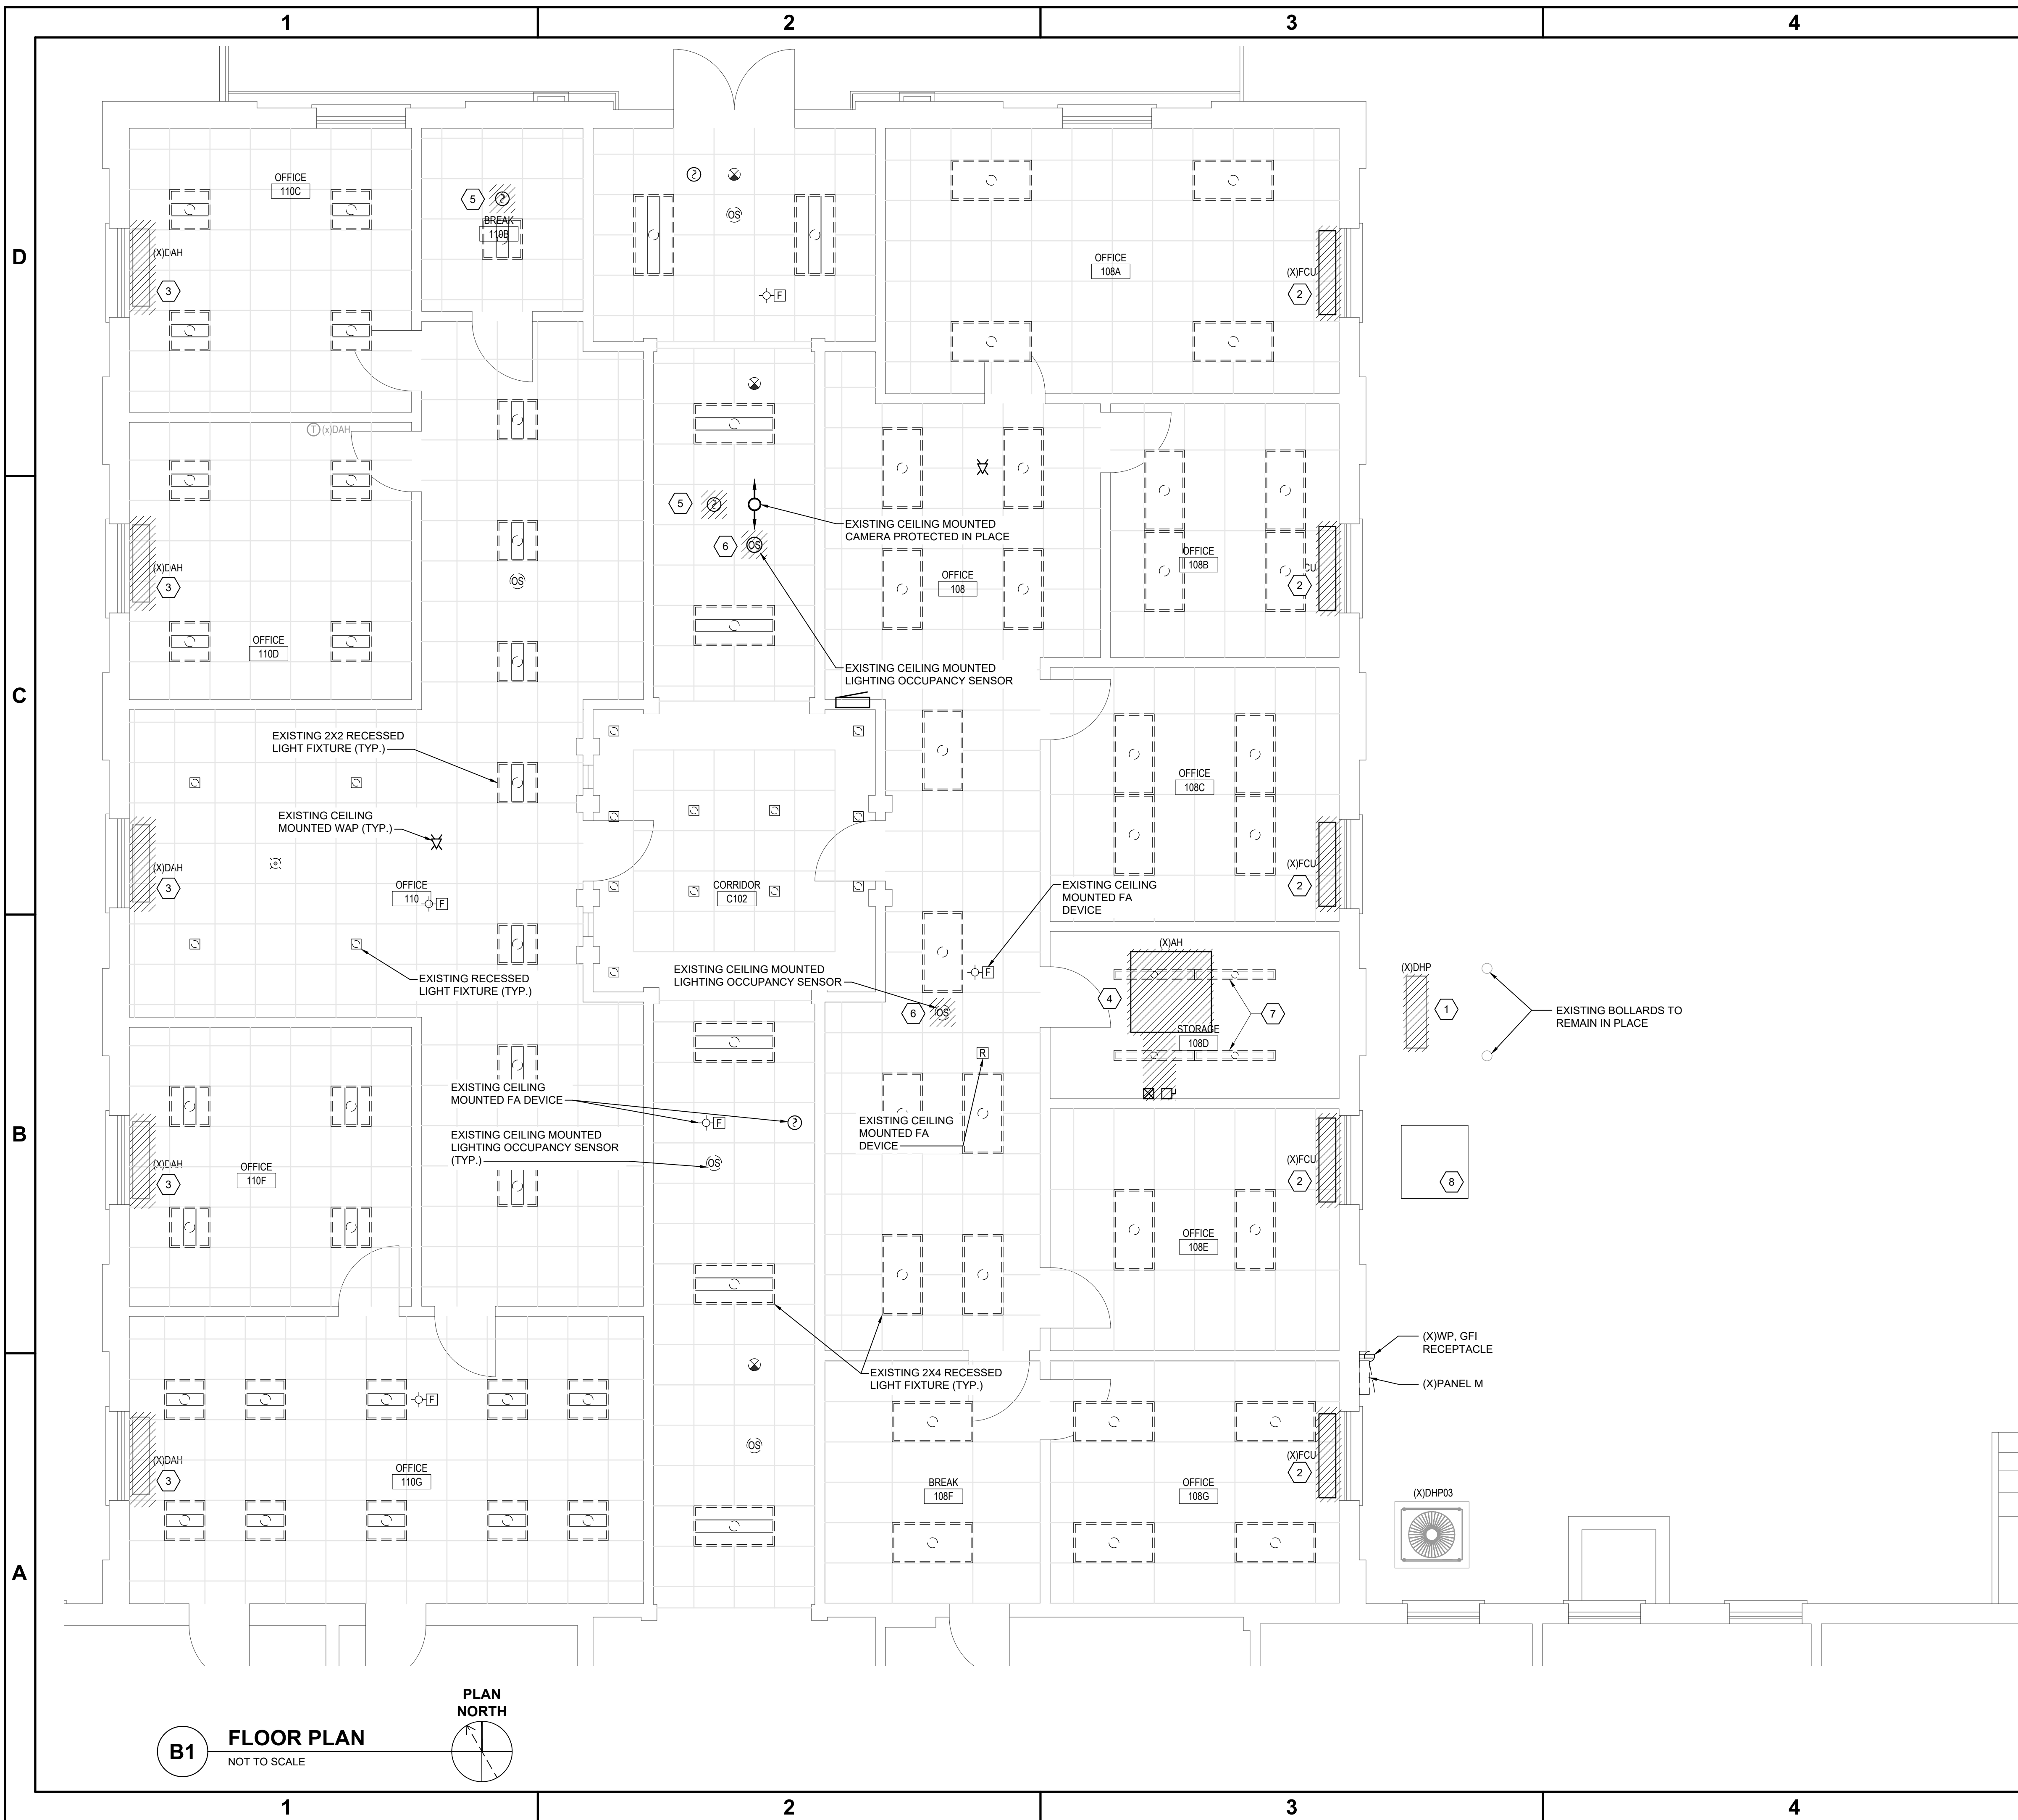 1
2
3
4
D
C
B
A
OFFICE
110C
5
BREAK
110B
OS
F
OFFICE
108A
(X)DAH
3
(X)FCU
2
T (x)DAH
5
6
OS
EXISTING CEILING MOUNTED
CAMERA PROTECTED IN PLACE
OS
(X)DAH
3
OFFICE
108
OFFICE
108B
CU
2
OFFICE
110D
EXISTING CEILING MOUNTED
LIGHTING OCCUPANCY SENSOR
EXISTING 2X2 RECESSED
LIGHT FIXTURE (TYP.)
EXISTING CEILING
MOUNTED WAP (TYP.)
OFFICE
108C
(X)DAH
3
OFFICE
110
F
CORRIDOR
C102
EXISTING CEILING
MOUNTED FA
DEVICE
(X)FCU
2
EXISTING RECESSED
LIGHT FIXTURE (TYP.)
EXISTING CEILING MOUNTED
LIGHTING OCCUPANCY SENSOR
F
6
OS
(X)AH
4
7
STORAGE
108D
(X)DHP
1
EXISTING BOLLARDS TO
REMAIN IN PLACE
R
J
EXISTING CEILING
MOUNTED FA DEVICE
F
EXISTING CEILING MOUNTED
LIGHTING OCCUPANCY SENSOR
(TYP.)
OS
EXISTING CEILING
MOUNTED FA
DEVICE
(X)DAH
3
OFFICE
110F
(X)FCU
2
8
OFFICE
108E
(X)WP, GFI
RECEPTACLE
(X)PANEL M
EXISTING 2X4 RECESSED
LIGHT FIXTURE (TYP.)
F
OS
(X)DAH
3
OFFICE
110G
BREAK
108F
OFFICE
108G
(X)FCU
2
(X)DHP03
PLAN
NORTH
B1
FLOOR PLAN
NOT TO SCALE
1
2
3
4